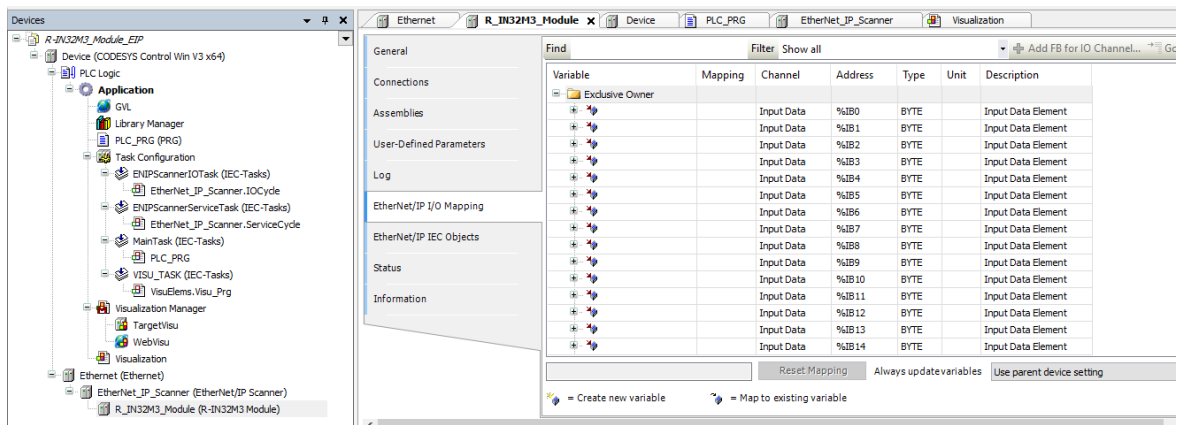 Devices
R-IN32M3_Module_EIP
Device (CODESYS Control Win V3 x64)
PLC Logic
Application
GVL
Library Manager
PLC_PRG (PRG)
Task Configuration
ENIPScannerIOTask (IEC-Tasks)
EtherNet_IP_Scanner.IOCycle
ENIPScannerServiceTask (IEC-Tasks)
EtherNet_IP_Scanner.ServiceCycle
MainTask (IEC-Tasks)
PLC_PRG
VISU_TASK (IEC-Tasks)
VisuElems.Visu_Prg
Visualization Manager
TargetVisu
WebVisu
Visualization
Ethernet (Ethernet)
EtherNet_IP_Scanner (EtherNet/IP Scanner)
R_IN32M3_Module (R-IN32M3 Module)
Ethernet R_IN32M3_Module Device PLC_PRG EtherNet_IP_Scanner Visualization
General
Connections
Assemblies
User-Defined Parameters
Log
EtherNet/IP I/O Mapping
EtherNet/IP IEC Objects
Status
Information
Find Filter Show all Add FB for IO Channel... Go
Variable Mapping Channel Address Type Unit Description
Exclusive Owner
Input Data %IB0 BYTE Input Data Element
Input Data %IB1 BYTE Input Data Element
Input Data %IB2 BYTE Input Data Element
Input Data %IB3 BYTE Input Data Element
Input Data %IB4 BYTE Input Data Element
Input Data %IB5 BYTE Input Data Element
Input Data %IB6 BYTE Input Data Element
Input Data %IB7 BYTE Input Data Element
Input Data %IB8 BYTE Input Data Element
Input Data %IB9 BYTE Input Data Element
Input Data %IB10 BYTE Input Data Element
Input Data %IB11 BYTE Input Data Element
Input Data %IB12 BYTE Input Data Element
Input Data %IB13 BYTE Input Data Element
Input Data %IB14 BYTE Input Data Element
Reset Mapping Always update variables Use parent device setting
= Create new variable = Map to existing variable